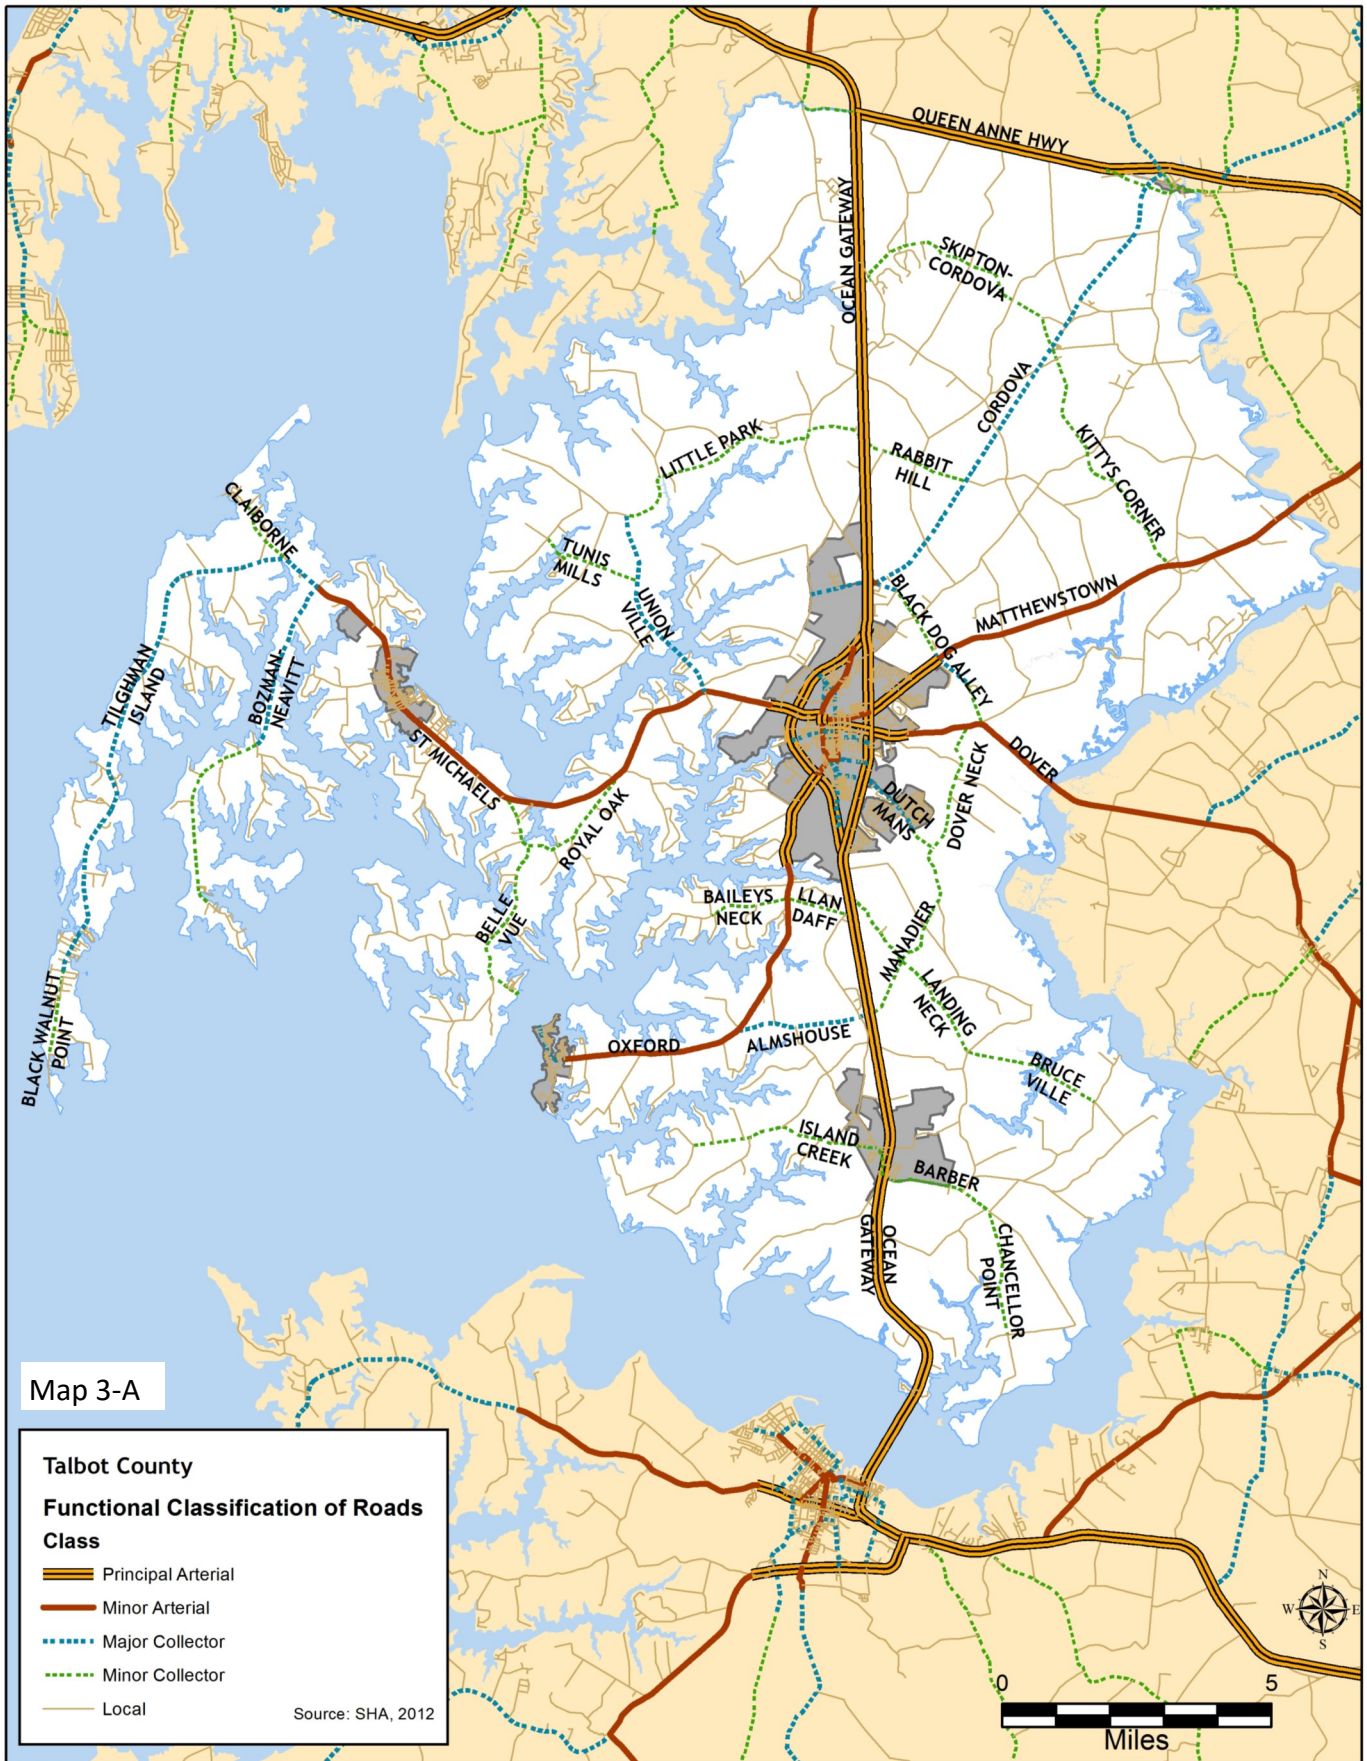 QUEEN ANNE HWY
OCEAN GATEWAY
SKIPTON-
CORDOVA
CORDOVA
LITTLE PARK
RABBIT
HILL
KITTYS CORNER
CLAIBORNE
TUNIS
MILLS
UNION
VILLE
BLACK DOG ALLEY
MATTHEWSTOWN
TILGHMAN
ISLAND
BOZMAN
NEAVITT
ST MICHAELS
ROYAL OAK
DOVER
DOVER NECK
DUTCH
MANS
BELLE
VUE
BAILEYS
NECK
LLAN
DAFF
MANADIER
LANDING
NECK
BLACK WALNUT
POINT
OXFORD
ALMSHOUSE
BRUCE
VILLE
ISLAND
CREEK
BARBER
OCEAN
GATEWAY
CHANCELLOR
POINT
Map 3-A
Talbot County
Functional Classification of Roads
Class
Principal Arterial
Minor Arterial
Major Collector
Minor Collector
Local
Source: SHA, 2012
N
W
E
S
0
5
Miles